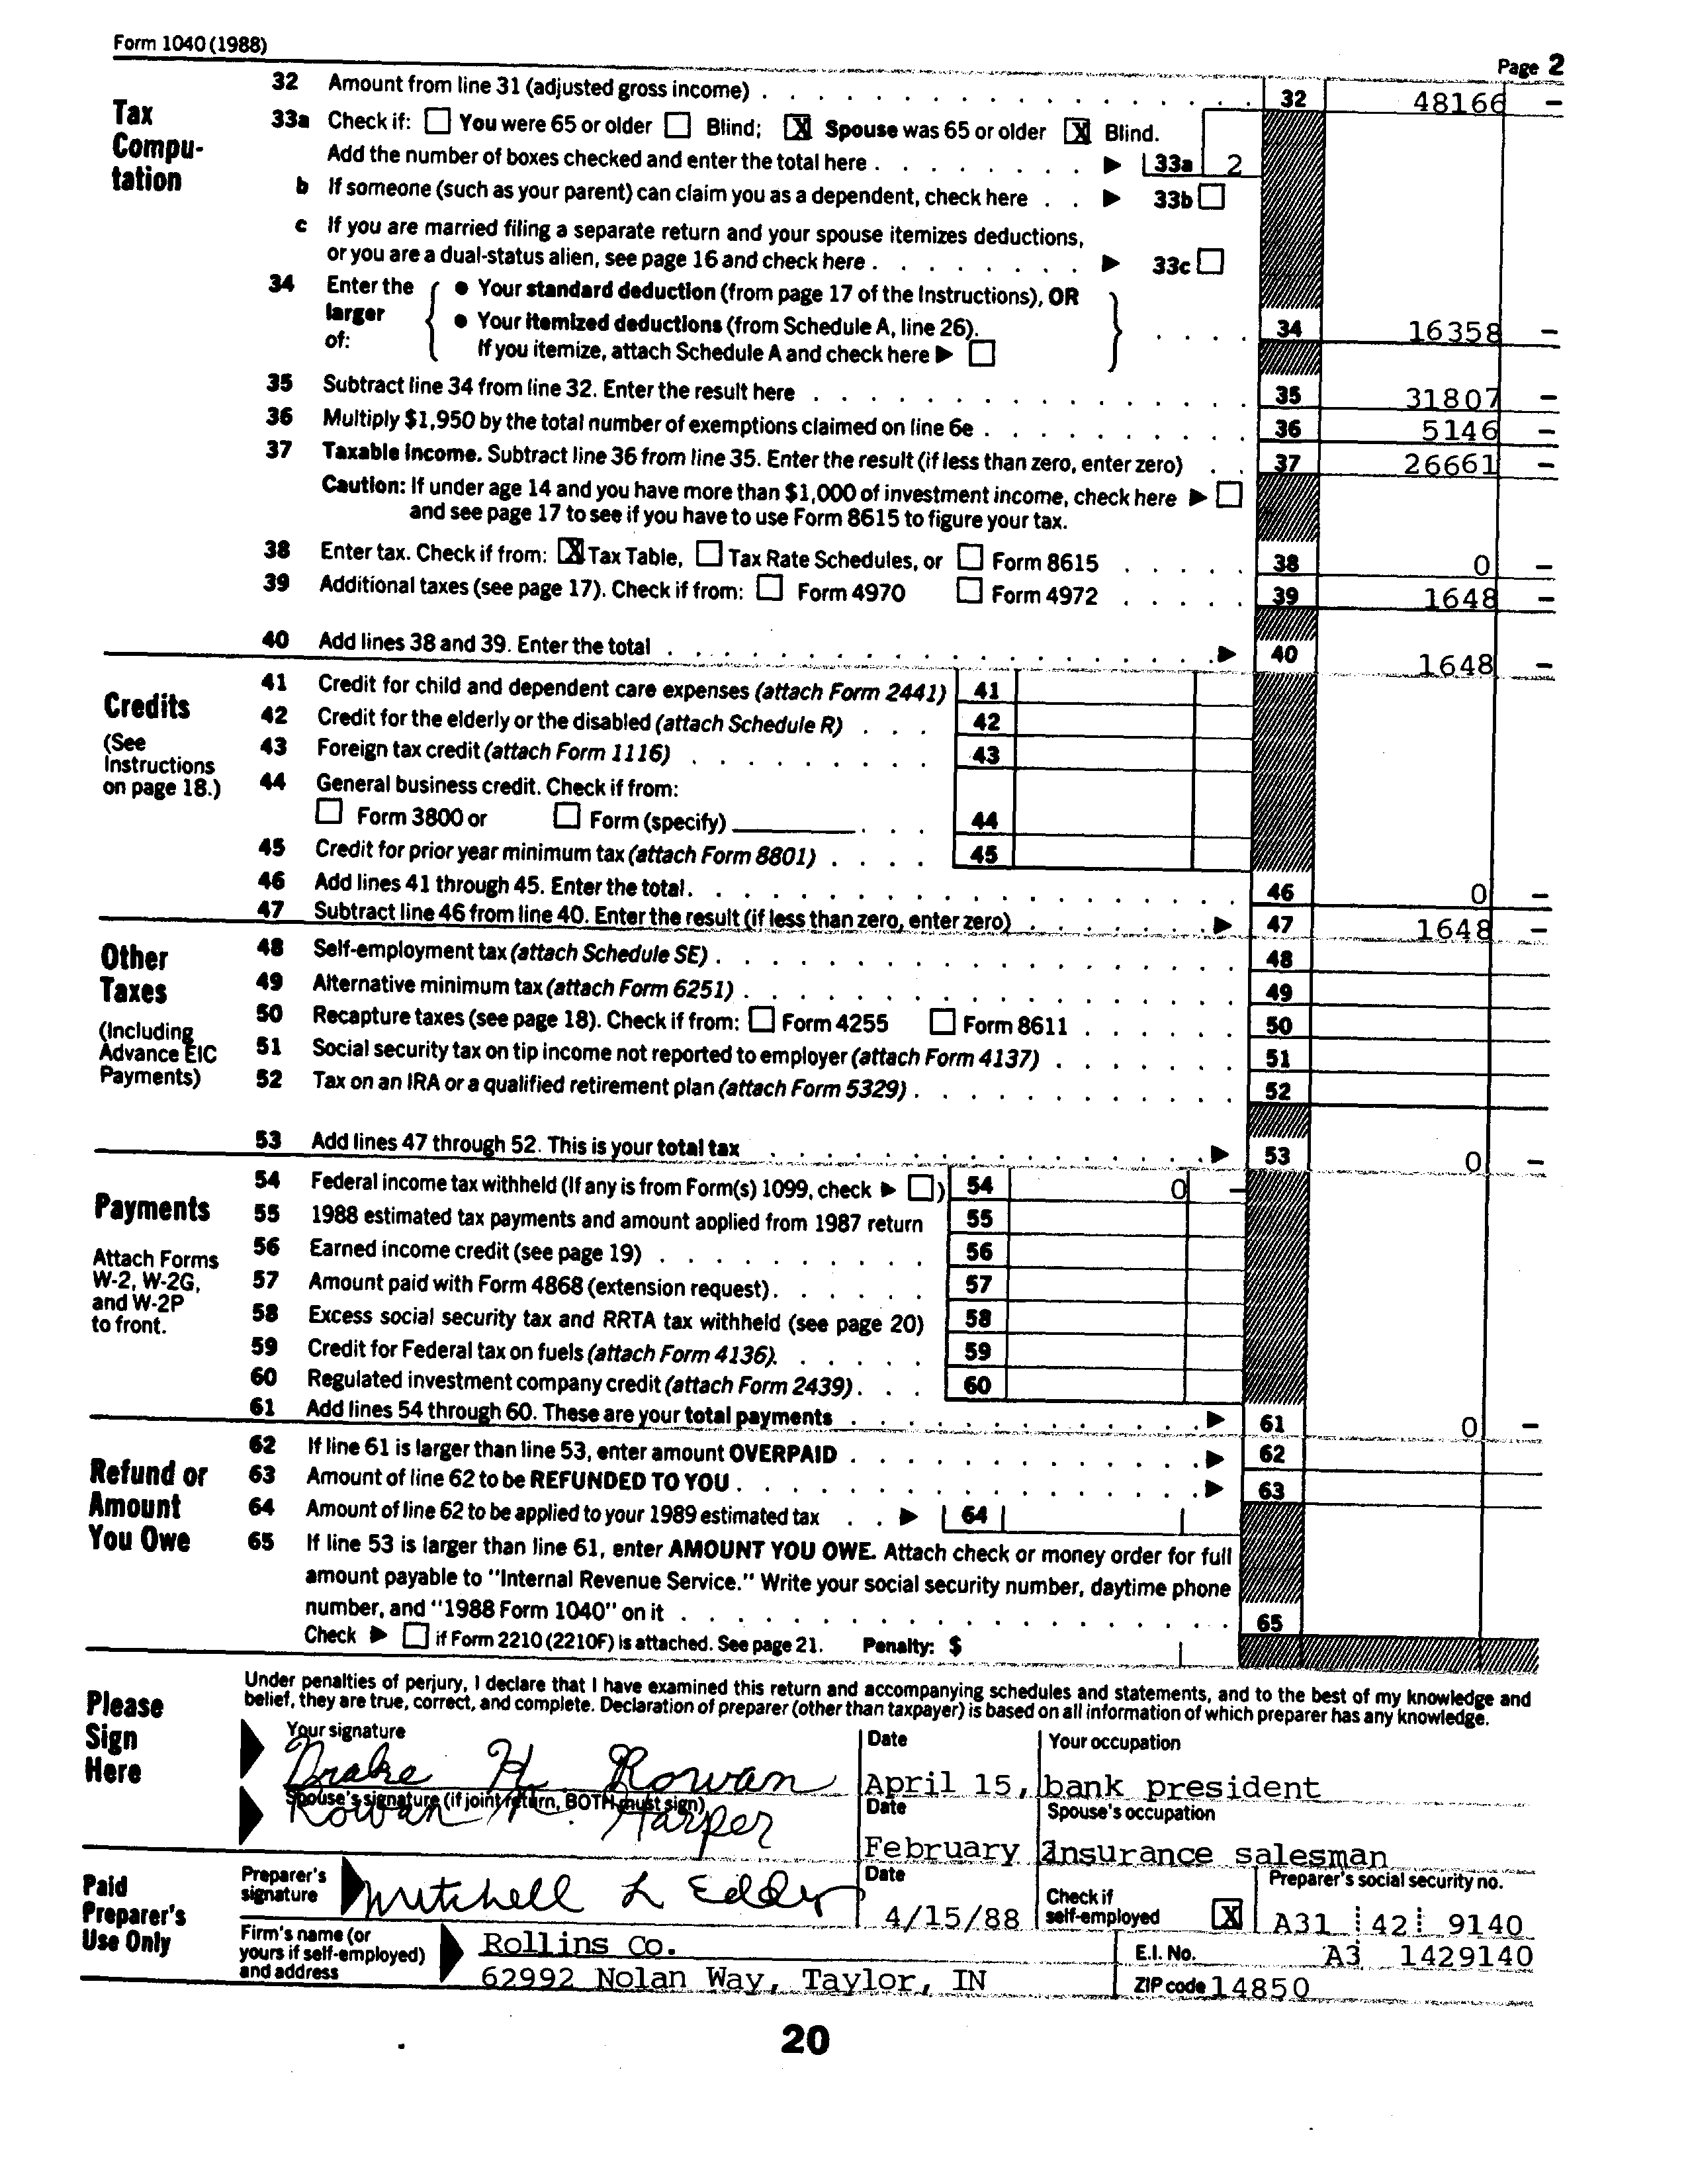 Form 1040 (1988)
Page 2
Tax Compu-tation
32 Amount from line 31 (adjusted gross income) . . . 32 48166 –
33a Check if: ☐ You were 65 or older ☐ Blind; ☒ Spouse was 65 or older ☒ Blind.
Add the number of boxes checked and enter the total here . . . ▶ 33a 2
b If someone (such as your parent) can claim you as a dependent, check here . . ▶ 33b ☐
c If you are married filing a separate return and your spouse itemizes deductions,
or you are a dual-status alien, see page 16 and check here . . . ▶ 33c ☐
34 Enter the larger of:
● Your standard deduction (from page 17 of the Instructions), OR
● Your itemized deductions (from Schedule A, line 26).
If you itemize, attach Schedule A and check here ▶ ☐
34 16358 –
35 Subtract line 34 from line 32. Enter the result here . . . 35 31807 –
36 Multiply $1,950 by the total number of exemptions claimed on line 6e . . . 36 5146 –
37 Taxable income. Subtract line 36 from line 35. Enter the result (if less than zero, enter zero) . . 37 26661 –
Caution: If under age 14 and you have more than $1,000 of investment income, check here ▶ ☐
and see page 17 to see if you have to use Form 8615 to figure your tax.
38 Enter tax. Check if from: ☒ Tax Table, ☐ Tax Rate Schedules, or ☐ Form 8615 . . . 38 0 –
39 Additional taxes (see page 17). Check if from: ☐ Form 4970 ☐ Form 4972 . . . 39 1648 –
40 Add lines 38 and 39. Enter the total . . . ▶ 40 1648 –
Credits
(See Instructions on page 18.)
41 Credit for child and dependent care expenses (attach Form 2441) 41
42 Credit for the elderly or the disabled (attach Schedule R) . . . 42
43 Foreign tax credit (attach Form 1116) . . . 43
44 General business credit. Check if from:
☐ Form 3800 or ☐ Form (specify) ______ . . . 44
45 Credit for prior year minimum tax (attach Form 8801) . . . 45
46 Add lines 41 through 45. Enter the total . . . 46 0 –
47 Subtract line 46 from line 40. Enter the result (if less than zero, enter zero) . . . ▶ 47 1648 –
Other Taxes
(Including Advance EIC Payments)
48 Self-employment tax (attach Schedule SE) . . . 48
49 Alternative minimum tax (attach Form 6251) . . . 49
50 Recapture taxes (see page 18). Check if from: ☐ Form 4255 ☐ Form 8611 . . . 50
51 Social security tax on tip income not reported to employer (attach Form 4137) . . . 51
52 Tax on an IRA or a qualified retirement plan (attach Form 5329) . . . 52
53 Add lines 47 through 52. This is your total tax . . . ▶ 53 0 –
Payments
Attach Forms W-2, W-2G, and W-2P to front.
54 Federal income tax withheld (If any is from Form(s) 1099, check ▶ ☐) 54 0 –
55 1988 estimated tax payments and amount applied from 1987 return 55
56 Earned income credit (see page 19) . . . 56
57 Amount paid with Form 4868 (extension request) . . . 57
58 Excess social security tax and RRTA tax withheld (see page 20) 58
59 Credit for Federal tax on fuels (attach Form 4136). . . . 59
60 Regulated investment company credit (attach Form 2439) . . . 60
61 Add lines 54 through 60. These are your total payments . . . ▶ 61 0 –
Refund or Amount You Owe
62 If line 61 is larger than line 53, enter amount OVERPAID . . . ▶ 62
63 Amount of line 62 to be REFUNDED TO YOU . . . ▶ 63
64 Amount of line 62 to be applied to your 1989 estimated tax . . ▶ 64
65 If line 53 is larger than line 61, enter AMOUNT YOU OWE. Attach check or money order for full
amount payable to "Internal Revenue Service." Write your social security number, daytime phone
number, and "1988 Form 1040" on it . . . 65
Check ▶ ☐ if Form 2210 (2210F) is attached. See page 21. Penalty: $
Please Sign Here
Under penalties of perjury, I declare that I have examined this return and accompanying schedules and statements, and to the best of my knowledge and
belief, they are true, correct, and complete. Declaration of preparer (other than taxpayer) is based on all information of which preparer has any knowledge.
Your signature Date Your occupation
Drake H. Rowan April 15, bank president
Spouse's signature (if joint return, BOTH must sign) Date Spouse's occupation
Rowan M. Harper February insurance salesman
Paid Preparer's Use Only
Preparer's signature Mitchell L Eddy Date 4/15/88 Check if self-employed ☒ Preparer's social security no. A31 42 9140
Firm's name (or yours if self-employed) and address Rollins Co. E.I. No. A3 1429140
62992 Nolan Way, Taylor, IN ZIP code 14850
20